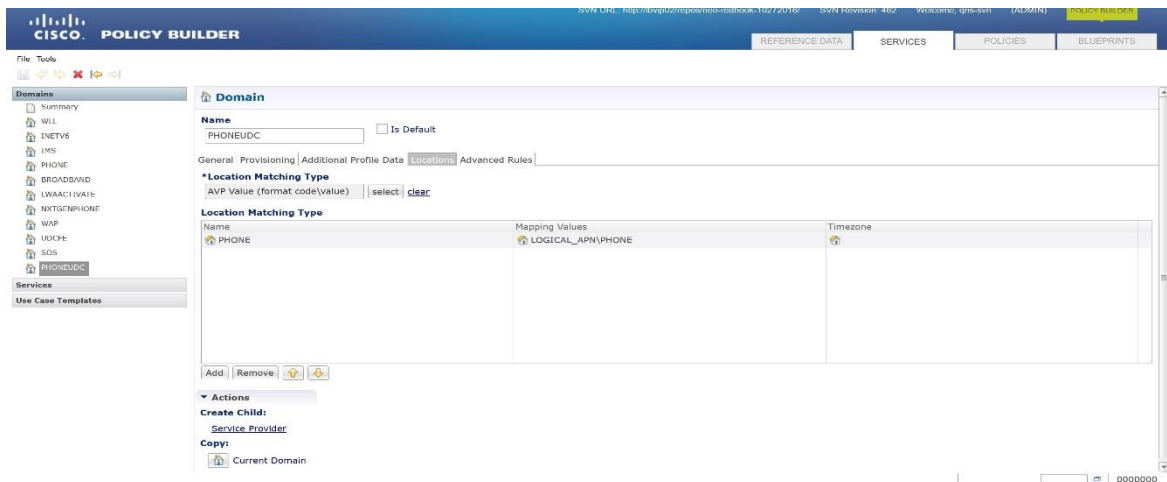 SVN URL: http://lbvip02/repos/neo-redhook-10272016/ SVN Revision: 462 Welcome, qns-svn (ADMIN) POLICY BUILDER
CISCO. POLICY BUILDER
REFERENCE DATA SERVICES POLICIES BLUEPRINTS
File Tools
Domains
Summary
WLL
INETV6
IMS
PHONE
BROADBAND
LWAACTIVATE
NXTGENPHONE
WAP
UDCFE
SOS
PHONEUDC
Services
Use Case Templates
Domain
Name
PHONEUDC Is Default
General Provisioning Additional Profile Data Locations Advanced Rules
*Location Matching Type
AVP Value (format code\value) select clear
Location Matching Type
Name Mapping Values Timezone
PHONE LOGICAL_APN\PHONE
Add Remove
Actions
Create Child:
Service Provider
Copy:
Current Domain
0000000